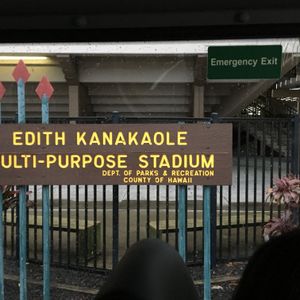 Emergency Exit
EDITH KANAKAOLE
ULTI-PURPOSE STADIUM
DEPT. OF PARKS & RECREATION
COUNTY OF HAWAII